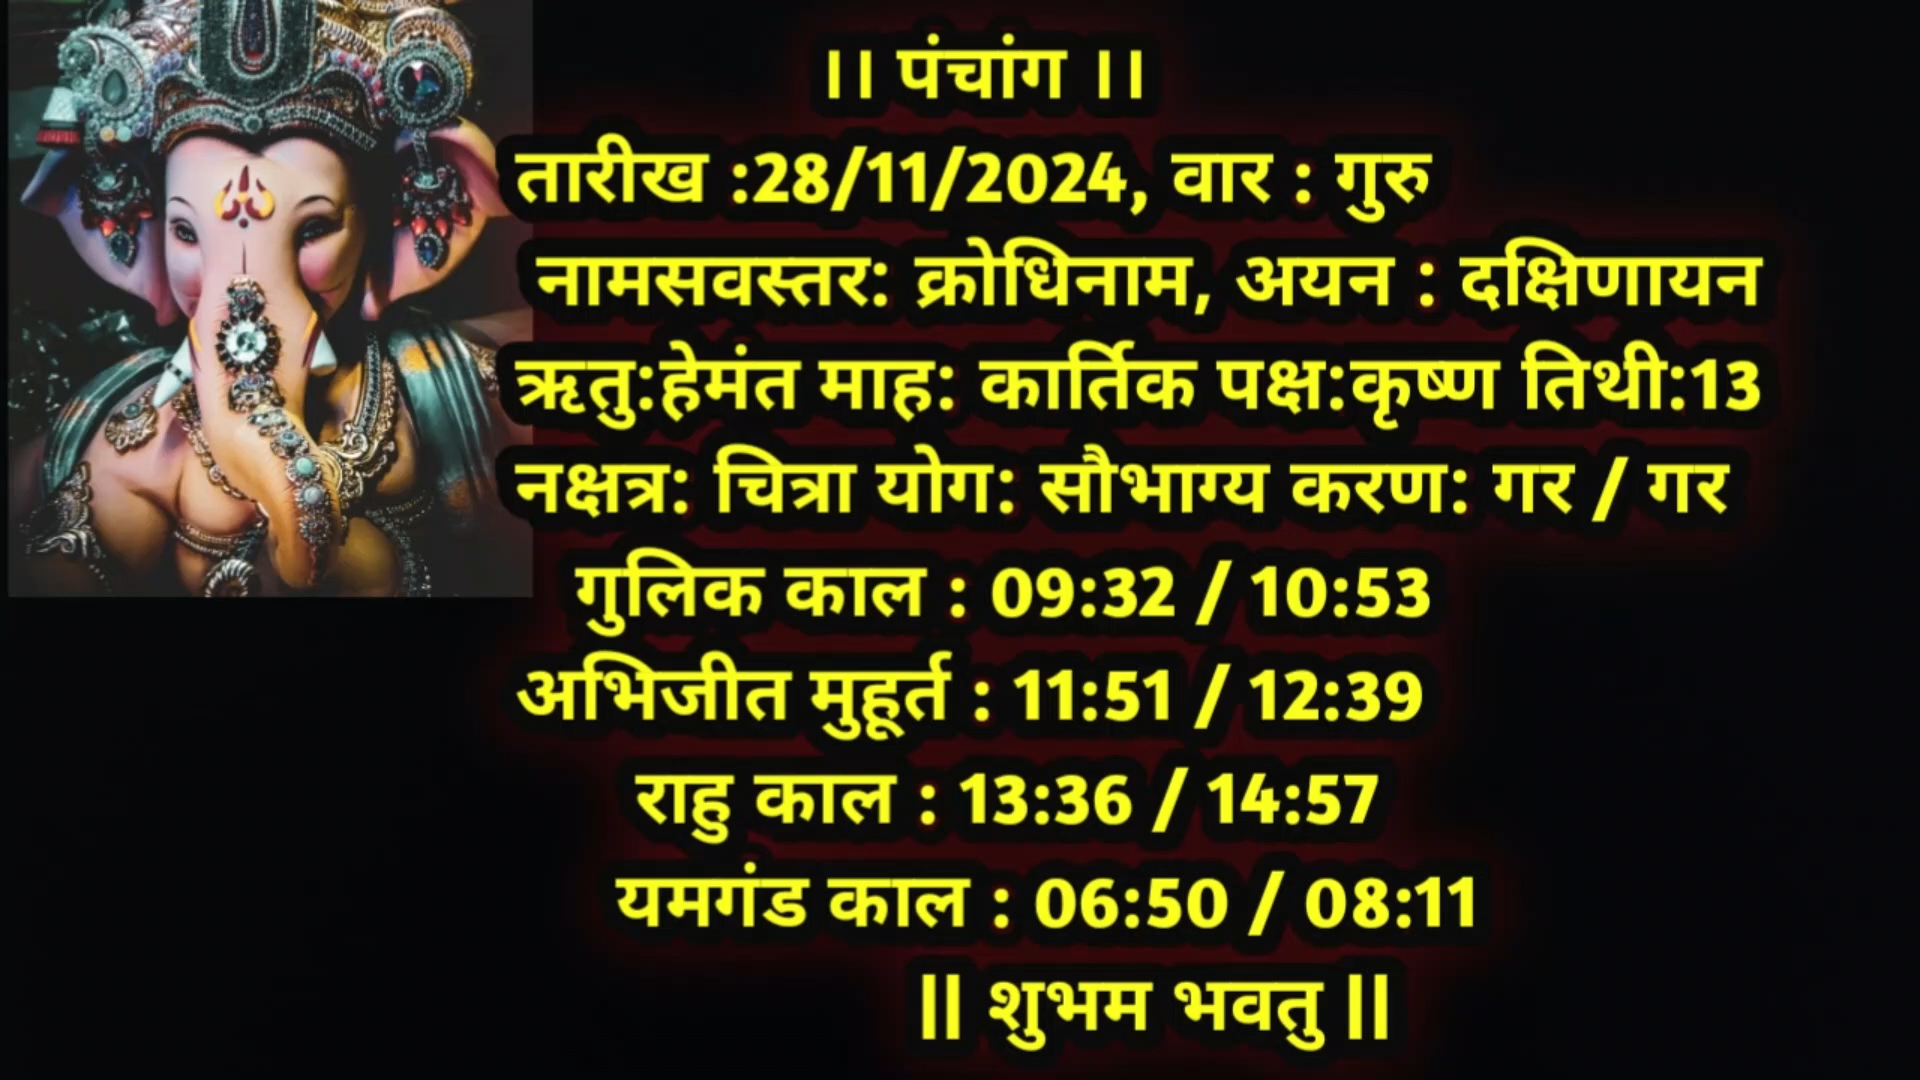 ।। पंचांग ।।
तारीख :28/11/2024, वार : गुरु
नामसवस्तर: क्रोधिनाम, अयन : दक्षिणायन
ऋतु:हेमंत माह: कार्तिक पक्ष:कृष्ण तिथी:13
नक्षत्र: चित्रा योग: सौभाग्य करण: गर / गर
गुलिक काल : 09:32 / 10:53
अभिजीत मुहूर्त : 11:51 / 12:39
राहु काल : 13:36 / 14:57
यमगंड काल : 06:50 / 08:11
|| शुभम भवतु ||